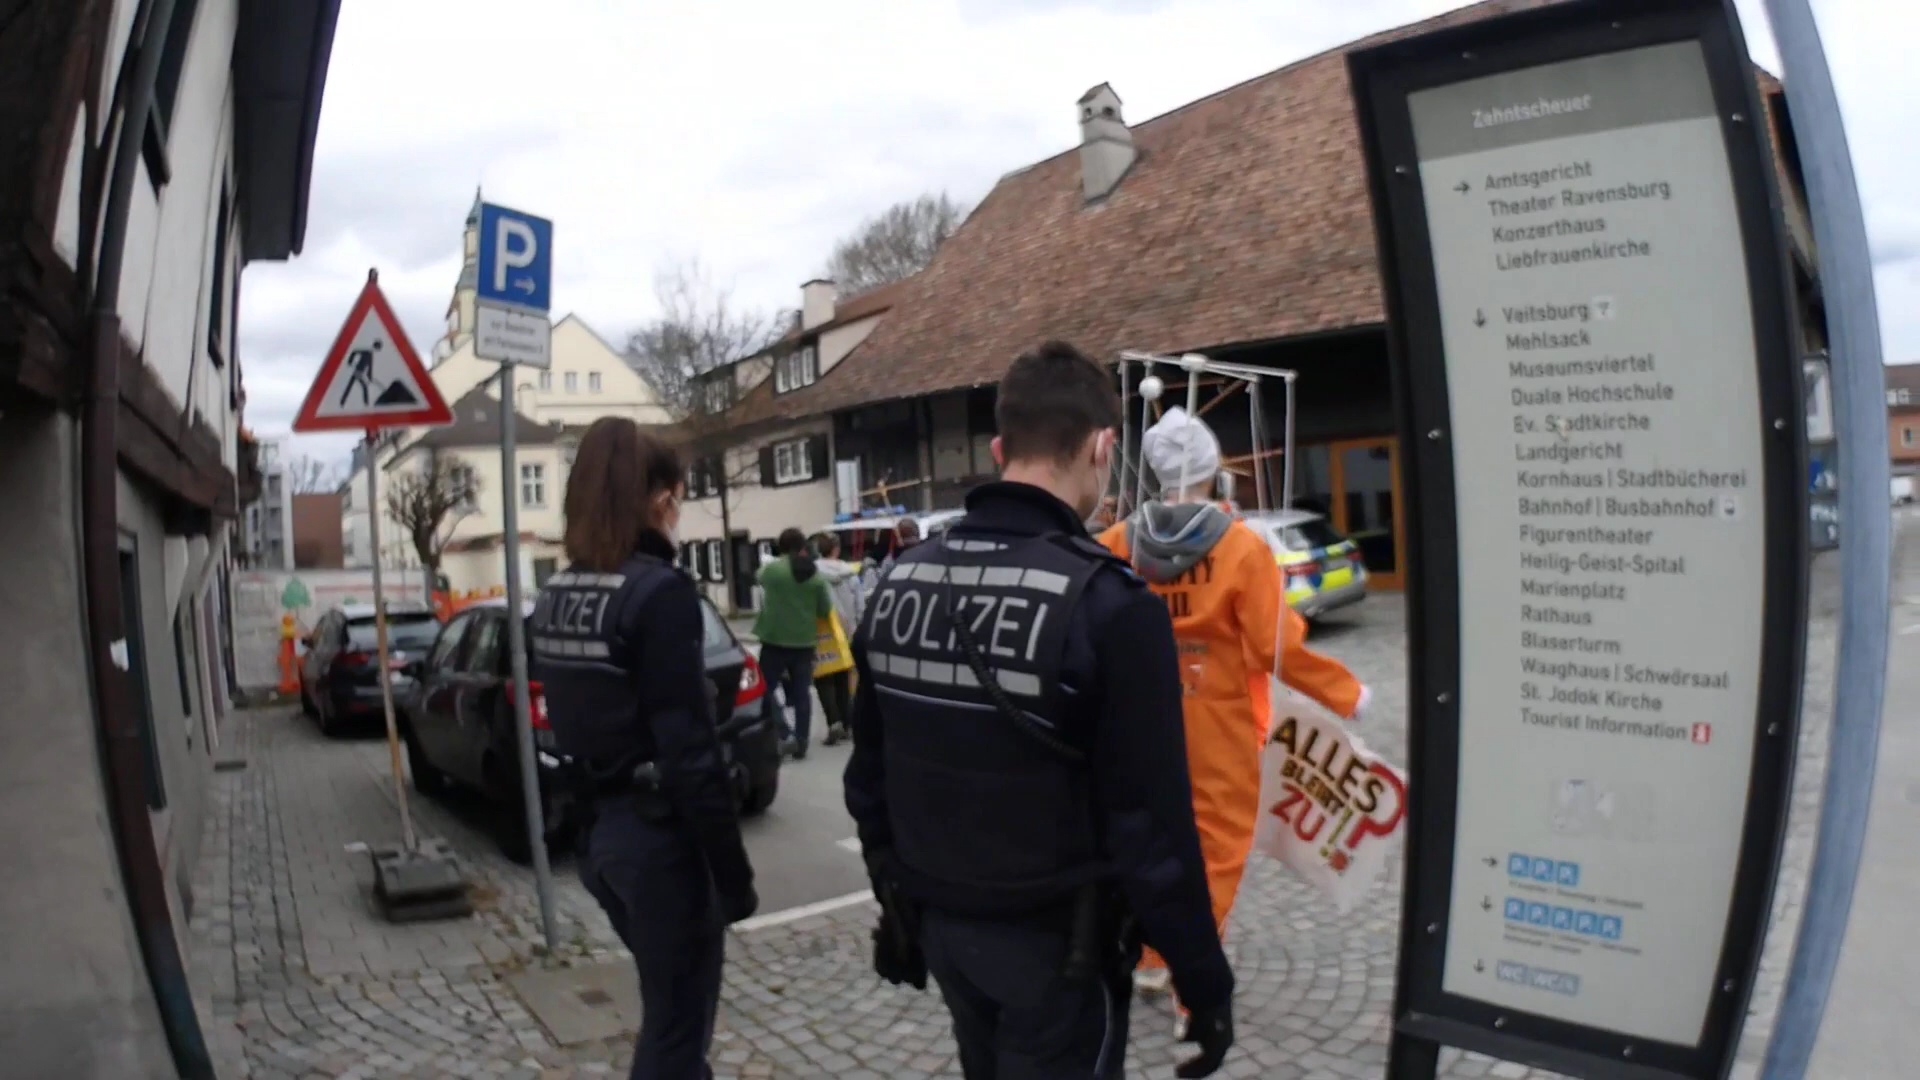 P
Zehntscheuer
Amtsgericht
Theater Ravensburg
Konzerthaus
Liebfrauenkirche
Veitsburg
Mehlsack
Museumsviertel
Duale Hochschule
Ev. Stadtkirche
Landgericht
Kornhaus | Stadtbücherei
Bahnhof | Busbahnhof
Figurentheater
Heilig-Geist-Spital
Marienplatz
Rathaus
Blaserturm
Waaghaus | Schwörsaal
St. Jodok Kirche
Tourist Information
POLIZEI
OLIZEI
ALLES
BLEIBT
ZU!?